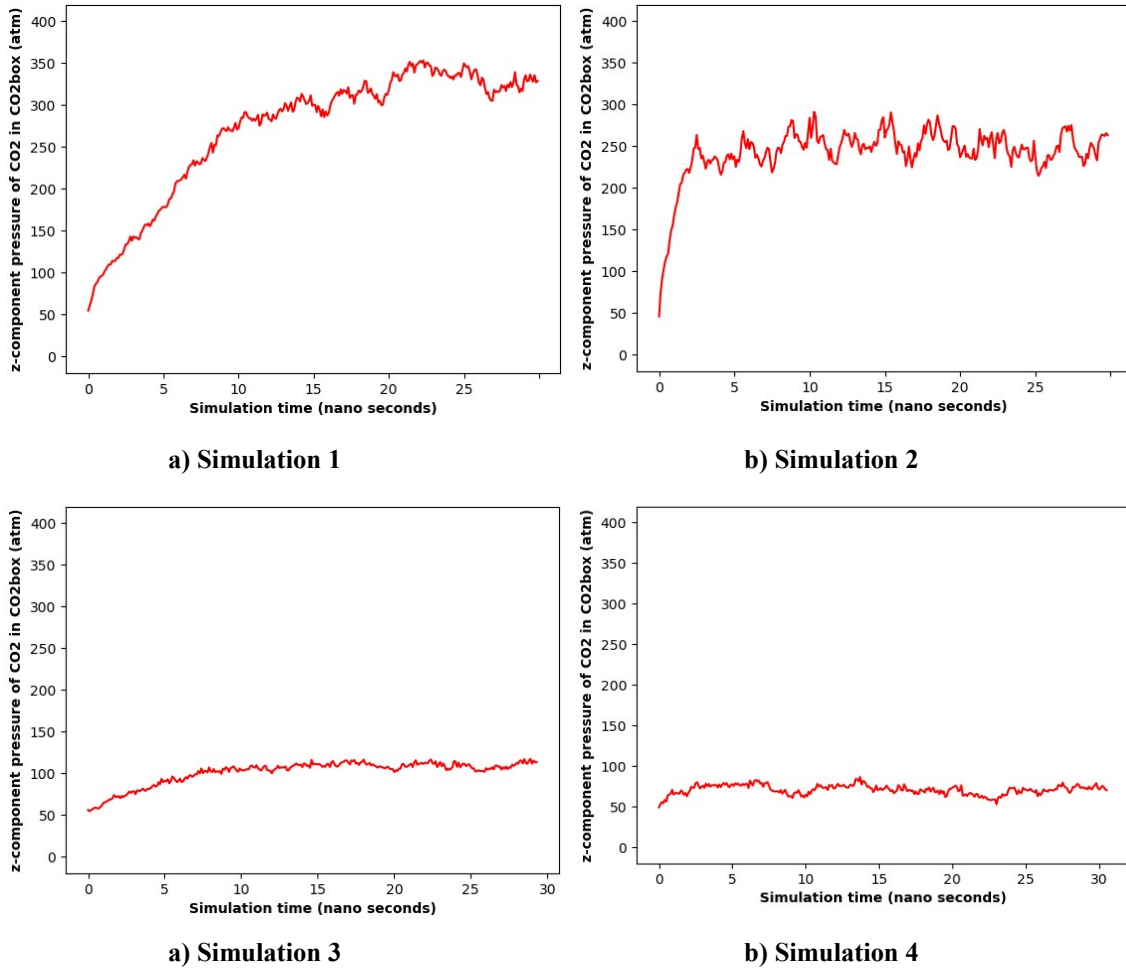 z-component pressure of CO2 in CO2box (atm)
400
350
300
250
200
150
100
50
0
0 5 10 15 20 25
Simulation time (nano seconds)
a) Simulation 1
z-component pressure of CO2 in CO2box (atm)
400
350
300
250
200
150
100
50
0
0 5 10 15 20 25
Simulation time (nano seconds)
b) Simulation 2
z-component pressure of CO2 in CO2box (atm)
400
350
300
250
200
150
100
50
0
0 5 10 15 20 25 30
Simulation time (nano seconds)
a) Simulation 3
z-component pressure of CO2 in CO2box (atm)
400
350
300
250
200
150
100
50
0
0 5 10 15 20 25 30
Simulation time (nano seconds)
b) Simulation 4